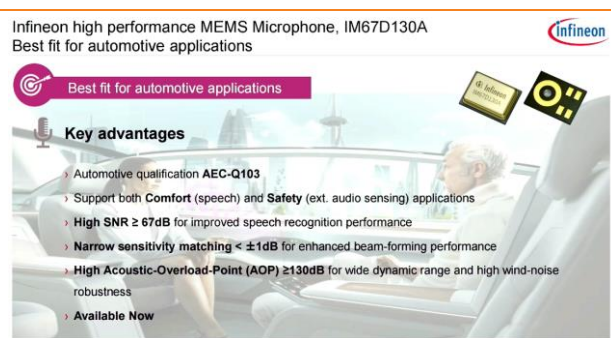 Infineon high performance MEMS Microphone, IM67D130A
Best fit for automotive applications
infineon
Best fit for automotive applications
Infineon
IM67D130A
Key advantages
› Automotive qualification AEC-Q103
› Support both Comfort (speech) and Safety (ext. audio sensing) applications
› High SNR ≥ 67dB for improved speech recognition performance
› Narrow sensitivity matching < ±1dB for enhanced beam-forming performance
› High Acoustic-Overload-Point (AOP) ≥130dB for wide dynamic range and high wind-noise
robustness
› Available Now